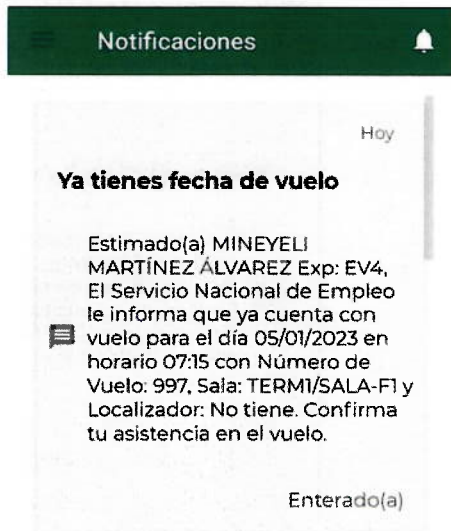 Notificaciones
Hoy
Ya tienes fecha de vuelo
Estimado(a) MINEYELI
MARTÍNEZ ÁLVAREZ Exp: EV4,
El Servicio Nacional de Empleo
le informa que ya cuenta con
vuelo para el día 05/01/2023 en
horario 07:15 con Número de
Vuelo: 997, Sala: TERM1/SALA-F1 y
Localizador: No tiene. Confirma
tu asistencia en el vuelo.
Enterado(a)